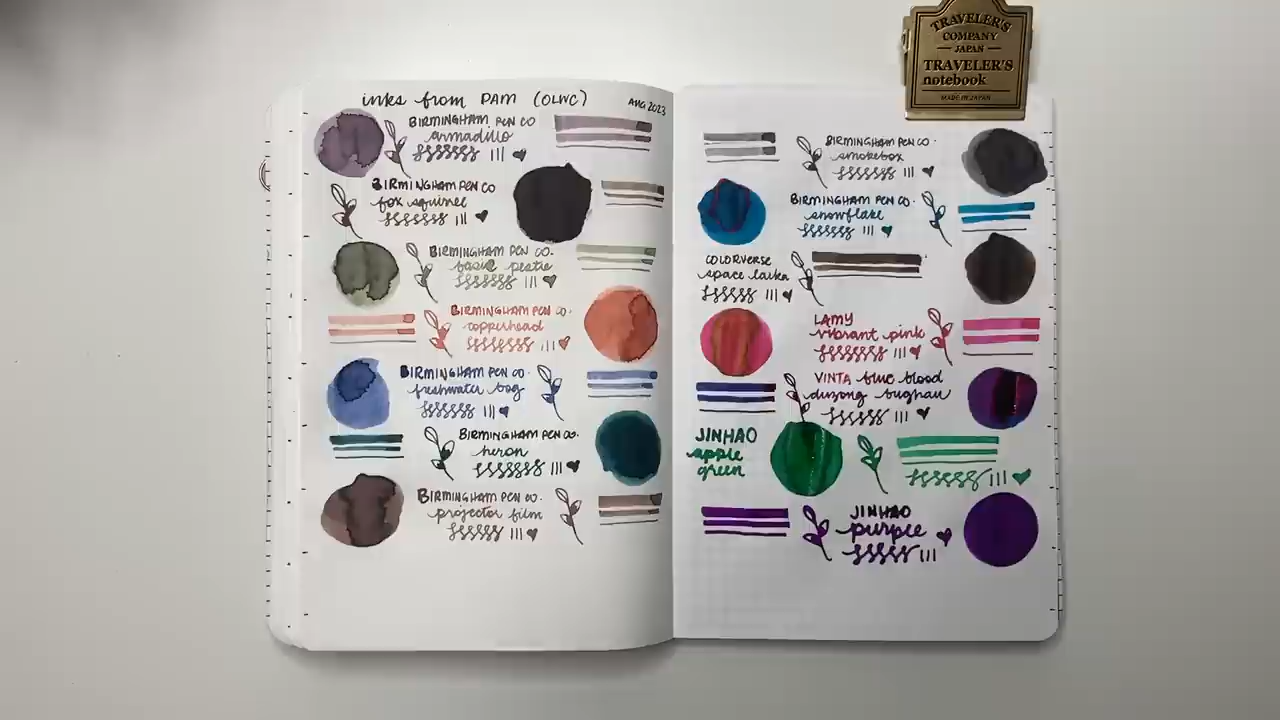 inks from PAM (OLWC)
AUG 2023
BIRMINGHAM PEN CO
armadillo
BIRMINGHAM PEN CO
fox squirrel
BIRMINGHAM PEN CO.
basic peatie
BIRMINGHAM PEN CO.
copperhead
BIRMINGHAM PEN CO.
freshwater bog
BIRMINGHAM PEN CO.
heron
BIRMINGHAM PEN CO.
projector film
TRAVELER'S
COMPANY
JAPAN
TRAVELER'S
notebook
MADE IN JAPAN
BIRMINGHAM PEN CO.
smokebox
BIRMINGHAM PEN CO.
snowflake
COLORVERSE
space laika
LAMY
vibrant pink
VINTA blue blood
dugong bughaw
JINHAO
apple
green
JINHAO
purple